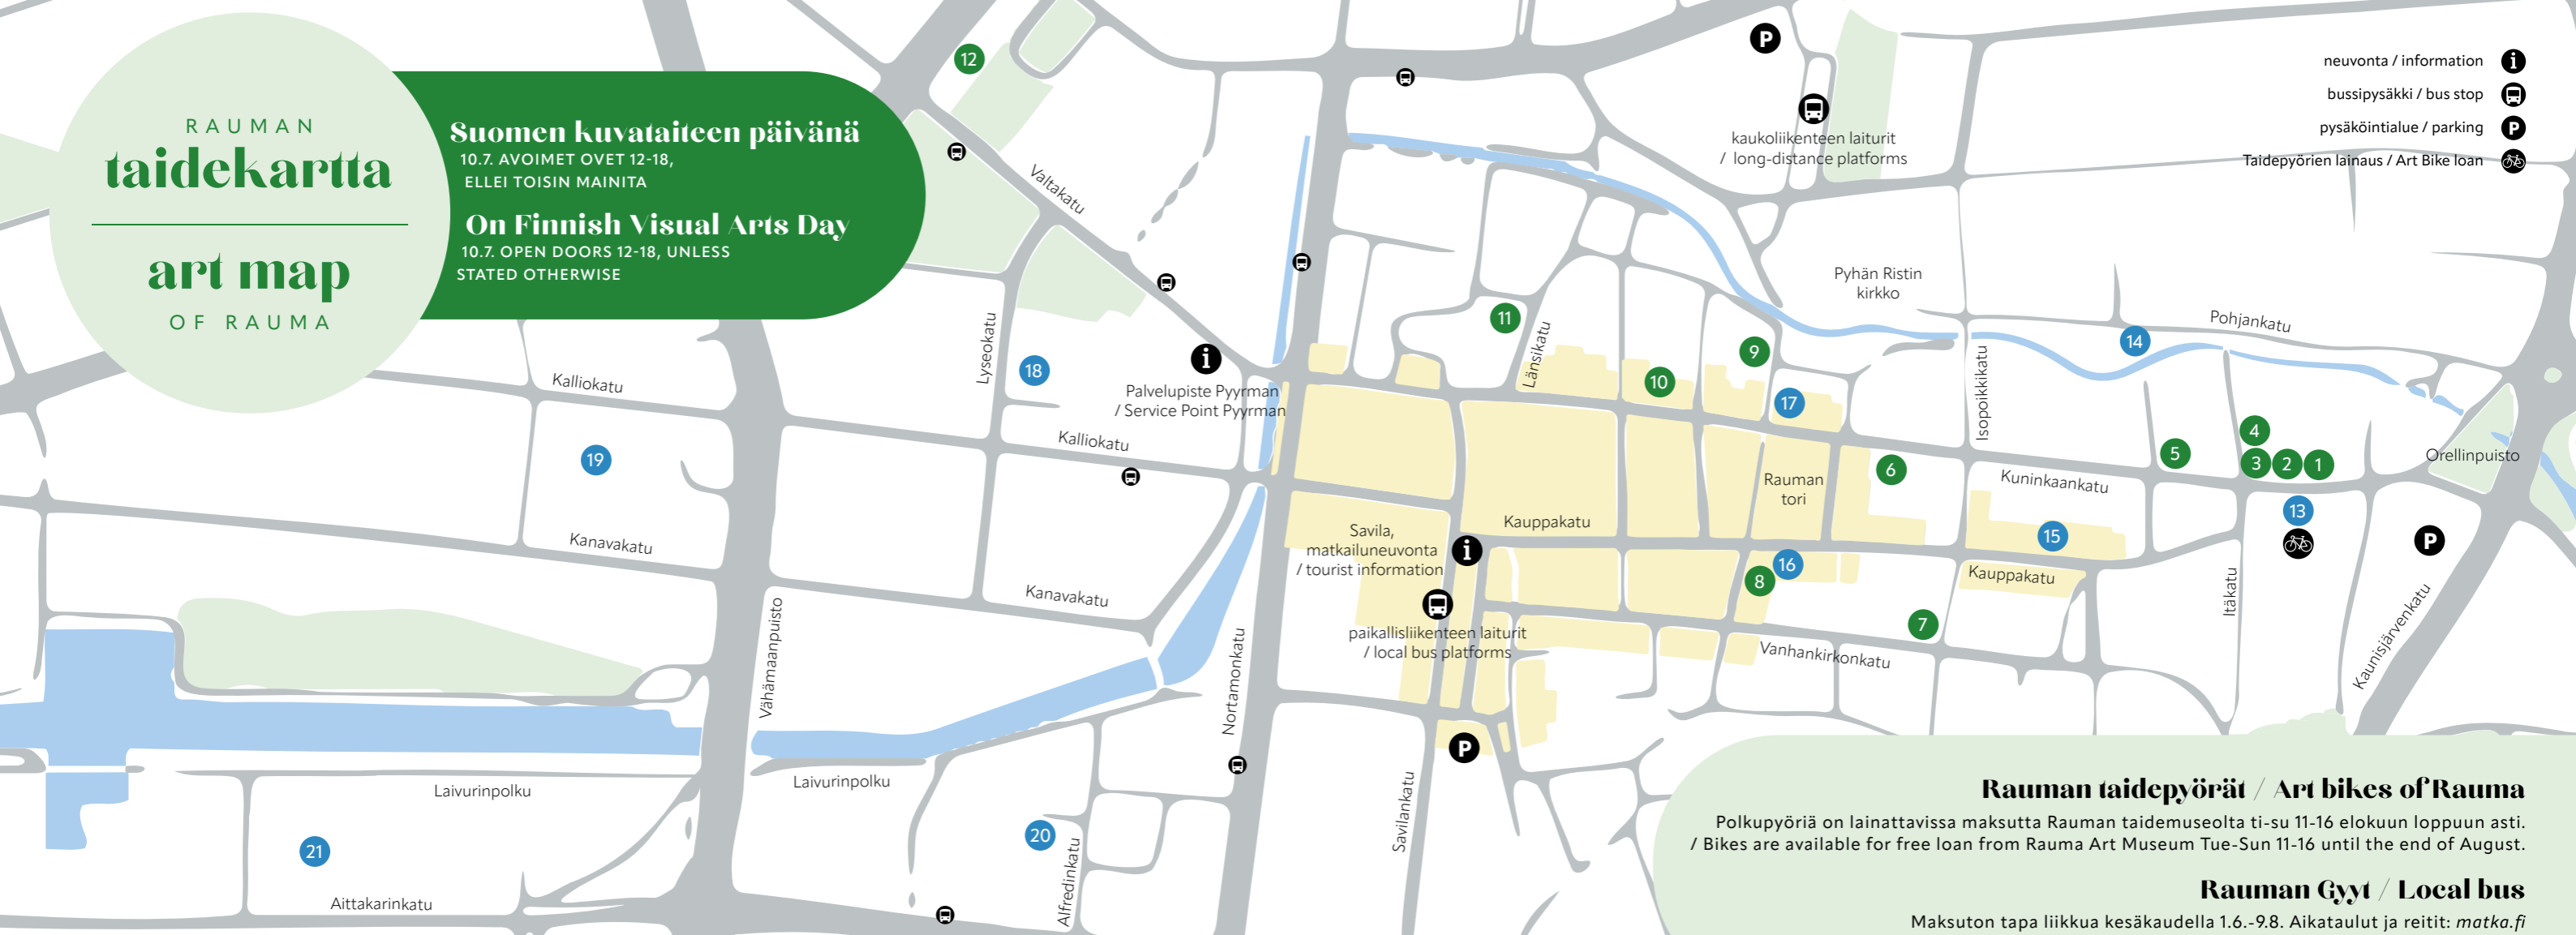 RAUMAN
taidekartta
art map
OF RAUMA
Suomen kuvataiteen päivänä
10.7. AVOIMET OVET 12-18,
ELLEI TOISIN MAINITA
On Finnish Visual Arts Day
10.7. OPEN DOORS 12-18, UNLESS
STATED OTHERWISE
neuvonta / information
i
bussipysäkki / bus stop
pysäköintialue / parking
P
Taidepyörien lainaus / Art Bike loan
12
P
kaukoliikenteen laiturit
/ long-distance platforms
Valtakatu
Pyhän Ristin
kirkko
Lyseokatu
18
i
Palvelupiste Pyyrman
/ Service Point Pyyrman
11
Länsikatu
10
9
17
Isopoikkikatu
14
Pohjankatu
Kalliokatu
19
Kalliokatu
Kanavakatu
Kanavakatu
Rauman
tori
6
Kuninkaankatu
5
4
3
2
1
Orellinpuisto
13
P
15
Kauppakatu
Kauppakatu
Savila,
matkailuneuvonta
/ tourist information
i
16
8
7
Itäkatu
Kaunisjärvenkatu
paikallisliikenteen laiturit
/ local bus platforms
Vanhankirkonkatu
Vähämaanpuisto
Nortamonkatu
P
Laivurinpolku
Laivurinpolku
Savilankatu
20
Alfredinkatu
21
Aittakarinkatu
Rauman taidepyörät / Art bikes of Rauma
Polkupyöriä on lainattavissa maksutta Rauman taidemuseolta ti-su 11-16 elokuun loppuun asti.
/ Bikes are available for free loan from Rauma Art Museum Tue-Sun 11-16 until the end of August.
Rauman Gyyt / Local bus
Maksuton tapa liikkua kesäkaudella 1.6.-9.8. Aikataulut ja reitit: matka.fi